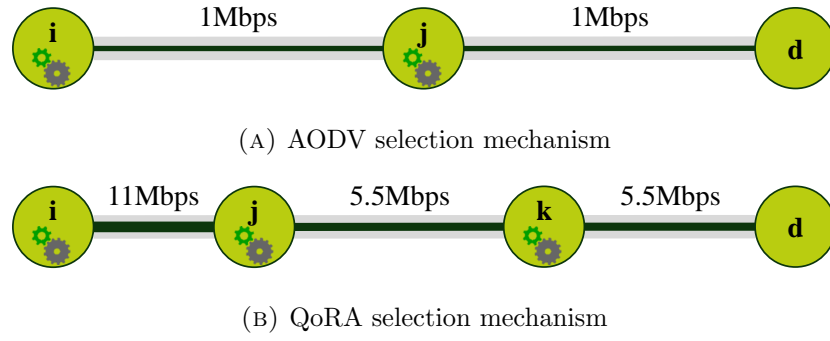 1Mbps 1Mbps
i j d
(A) AODV selection mechanism
11Mbps 5.5Mbps 5.5Mbps
i j k d
(B) QoRA selection mechanism